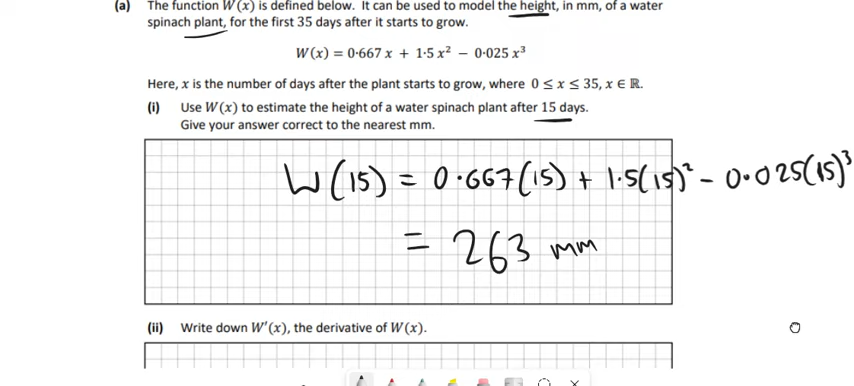 (a) The function W(x) is defined below. It can be used to model the height, in mm, of a water
spinach plant, for the first 35 days after it starts to grow.
W(x) = 0·667 x + 1·5 x² − 0·025 x³
Here, x is the number of days after the plant starts to grow, where 0 ≤ x ≤ 35, x ∈ ℝ.
(i) Use W(x) to estimate the height of a water spinach plant after 15 days.
Give your answer correct to the nearest mm.
W(15) = 0.667(15) + 1.5(15)² − 0.025(15)³
= 263 mm
(ii) Write down W′(x), the derivative of W(x).